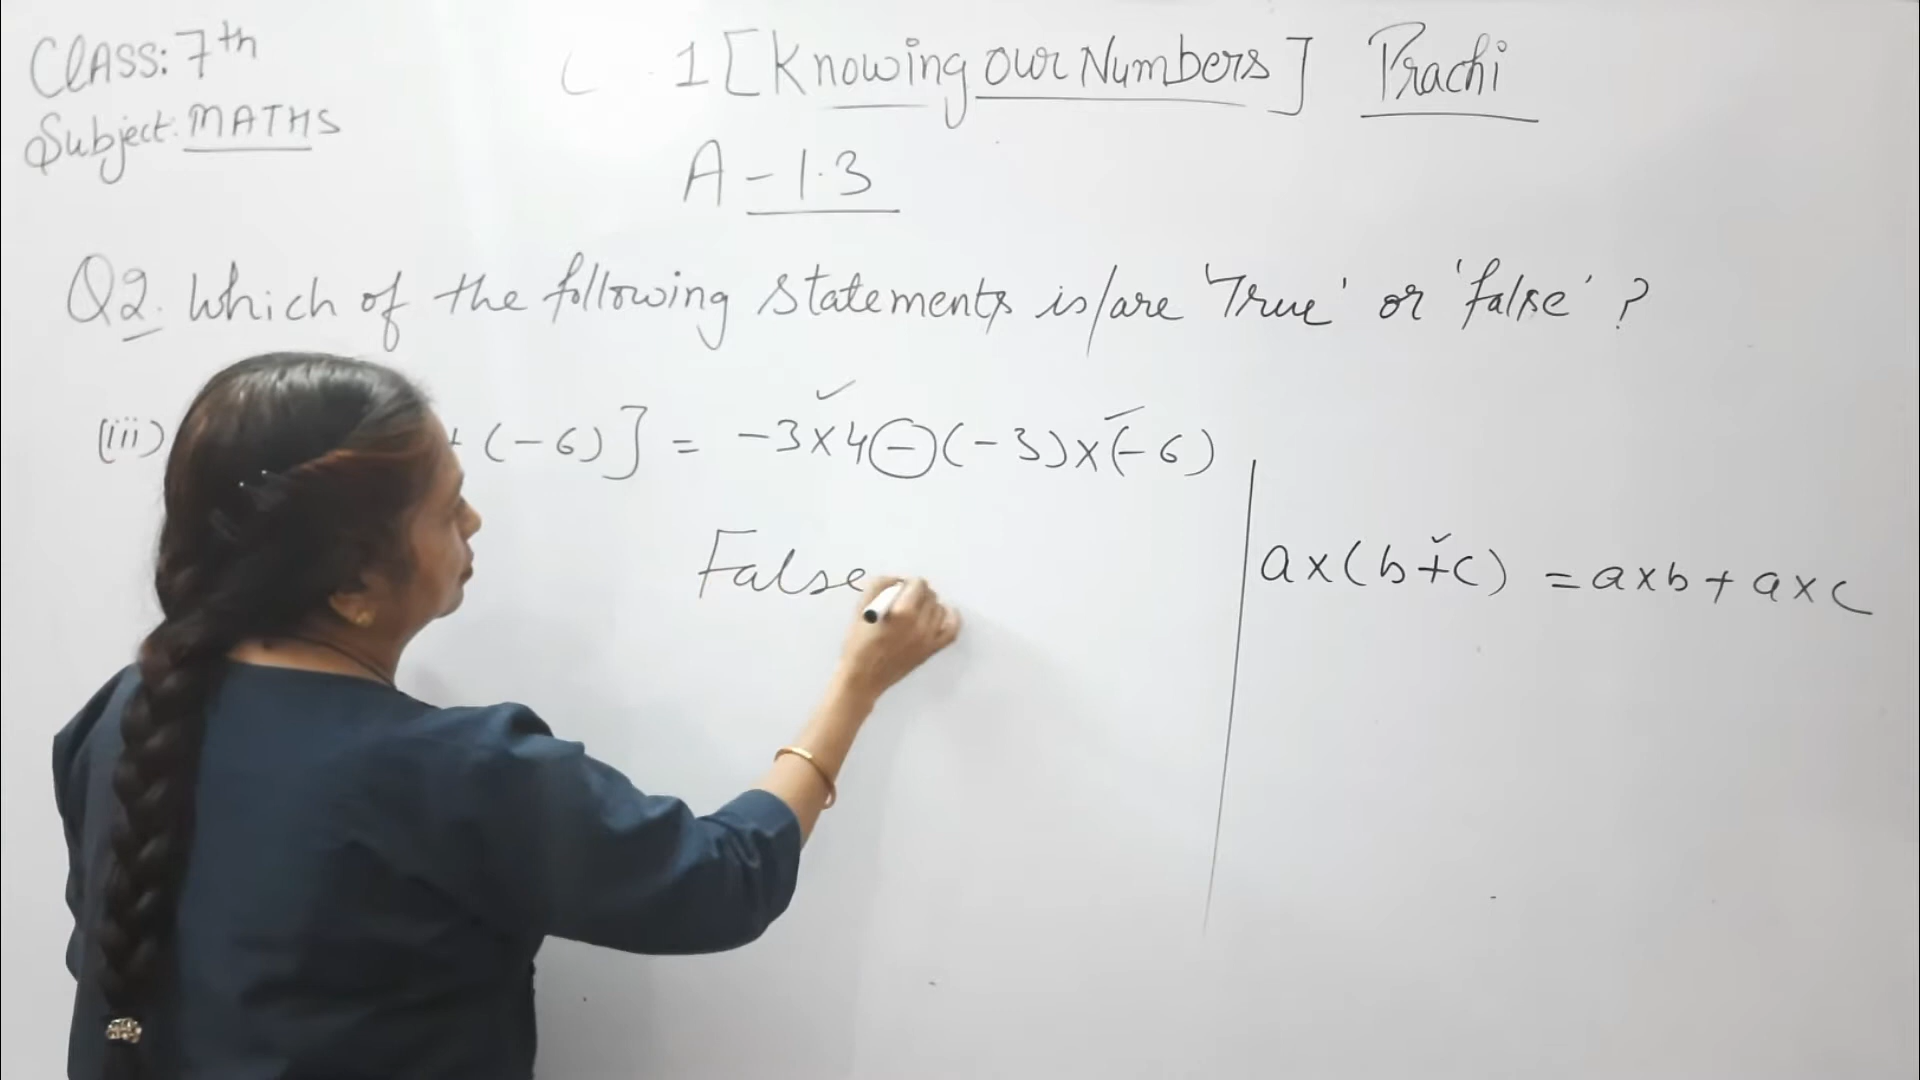 CLASS: 7th
Subject: MATHS
1 [Knowing our Numbers] Prachi
A - 1.3
Q2. Which of the following statements is/are 'True' or 'false' ?
(iii) + (-6)] = -3 × 4 - (-3) × (-6)
False
a × (b + c) = a × b + a × c